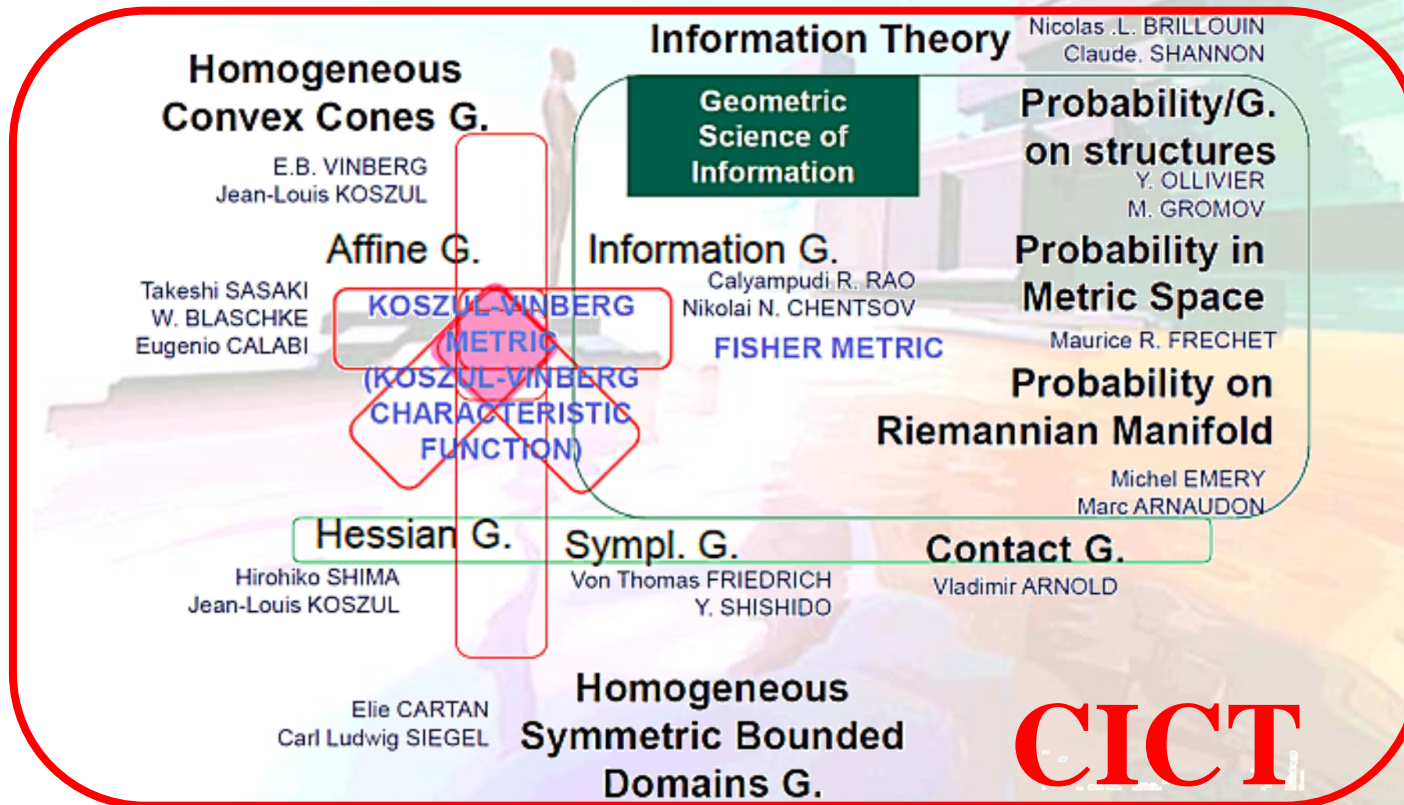 Information Theory
Nicolas .L. BRILLOUIN
Claude. SHANNON
Homogeneous
Convex Cones G.
E.B. VINBERG
Jean-Louis KOSZUL
Geometric
Science of
Information
Probability/G.
on structures
Y. OLLIVIER
M. GROMOV
Affine G.
Takeshi SASAKI
W. BLASCHKE
Eugenio CALABI
Information G.
Calyampudi R. RAO
Nikolai N. CHENTSOV
FISHER METRIC
Probability in
Metric Space
Maurice R. FRECHET
KOSZUL-VINBERG
METRIC
(KOSZUL-VINBERG
CHARACTERISTIC
FUNCTION)
Probability on
Riemannian Manifold
Michel EMERY
Marc ARNAUDON
Hessian G.
Hirohiko SHIMA
Jean-Louis KOSZUL
Sympl. G.
Von Thomas FRIEDRICH
Y. SHISHIDO
Contact G.
Vladimir ARNOLD
Elie CARTAN
Carl Ludwig SIEGEL
Homogeneous
Symmetric Bounded
Domains G.
CICT